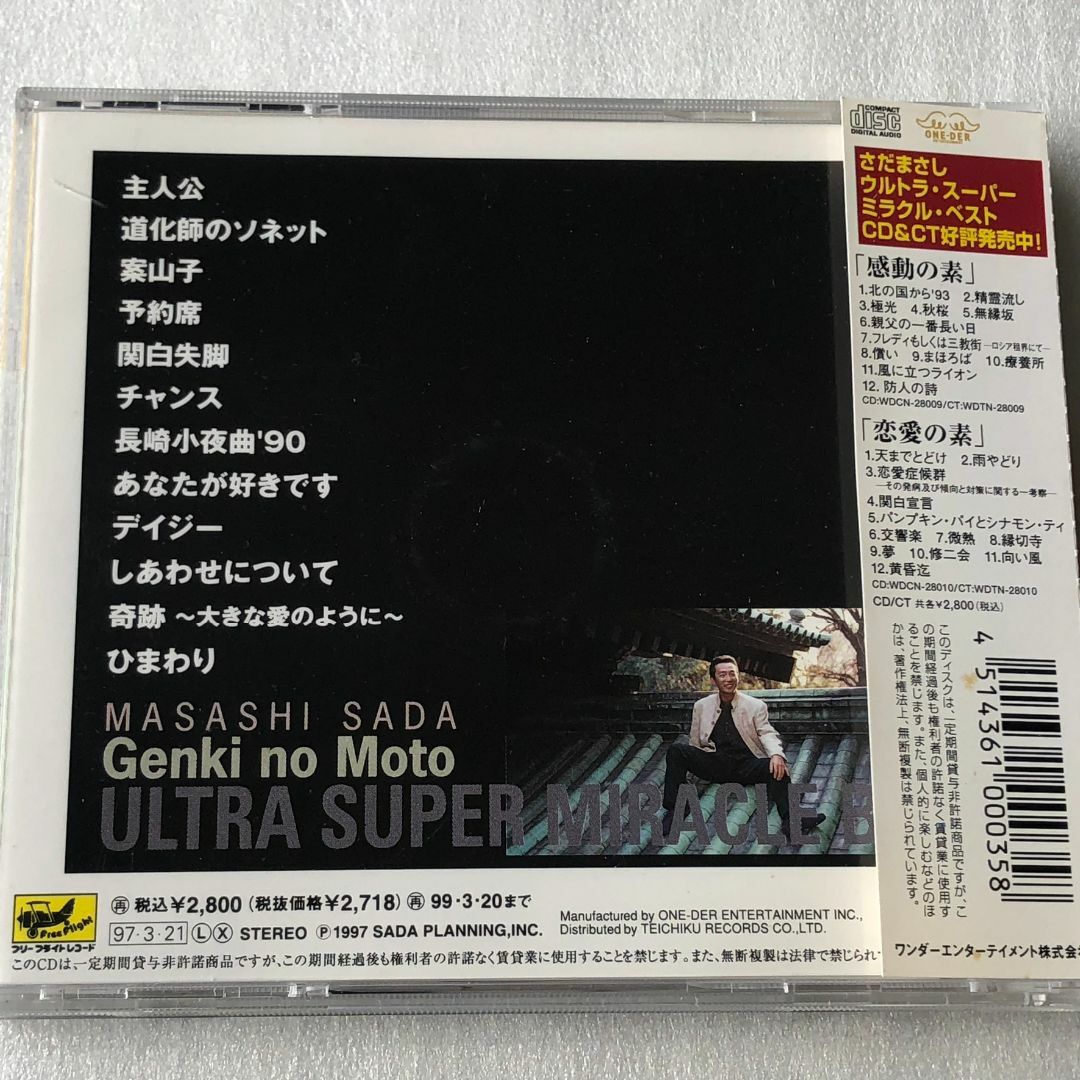 主人公
道化師のソネット
案山子
予約席
関白失脚
チャンス
長崎小夜曲'90
あなたが好きです
デイジー
しあわせについて
奇跡 ～大きな愛のように～
ひまわり
MASASHI SADA
Genki no Moto
ULTRA SUPER MIRACLE B
Free Flight
フリーフライトレコード
再 税込¥2,800(税抜価格¥2,718)再 99・3・20まで
97・3・21 L X STEREO ℗1997 SADA PLANNING,INC.
Manufactured by ONE-DER ENTERTAINMENT INC.,
Distributed by TEICHIKU RECORDS CO.,LTD.
このCDは、一定期間貸与非許諾商品ですが、この期間経過後も権利者の許諾なく賃貸業に使用することを禁じます。また、無断複製は法律で禁じられ
COMPACT
disc
DIGITAL AUDIO
ONE-DER
ENTERTAINMENT
さだまさし
ウルトラ・スーパー
ミラクル・ベスト
CD&CT好評発売中!
「感動の素」
1.北の国から'93 2.精霊流し
3.極光 4.秋桜 5.無縁坂
6.親父の一番長い日
7.フレディもしくは三教街―ロシア租界にて―
8.償い 9.まほろば 10.療養所
11.風に立つライオン
12.防人の詩
CD:WDCN-28009/CT:WDTN-28009
「恋愛の素」
1.天までとどけ 2.雨やどり
3.恋愛症候群
―その発病及び傾向と対策に関する一考察―
4.関白宣言
5.パンプキン・パイとシナモン・ティ
6.交響楽 7.微熱 8.縁切寺
9.夢 10.修二会 11.向い風
12.黄昏迄
CD:WDCN-28010/CT:WDTN-28010
CD/CT 共各¥2,800(税込)
このディスクは、一定期間貸与非許諾商品ですが、こ
の期間経過後も権利者の許諾なく賃貸業に使用す
ることを禁じます。また、個人的に楽しむなどのほ
かは、著作権法上、無断複製は禁じられています。
4 514361 000358
ワンダーエンターテイメント株式会